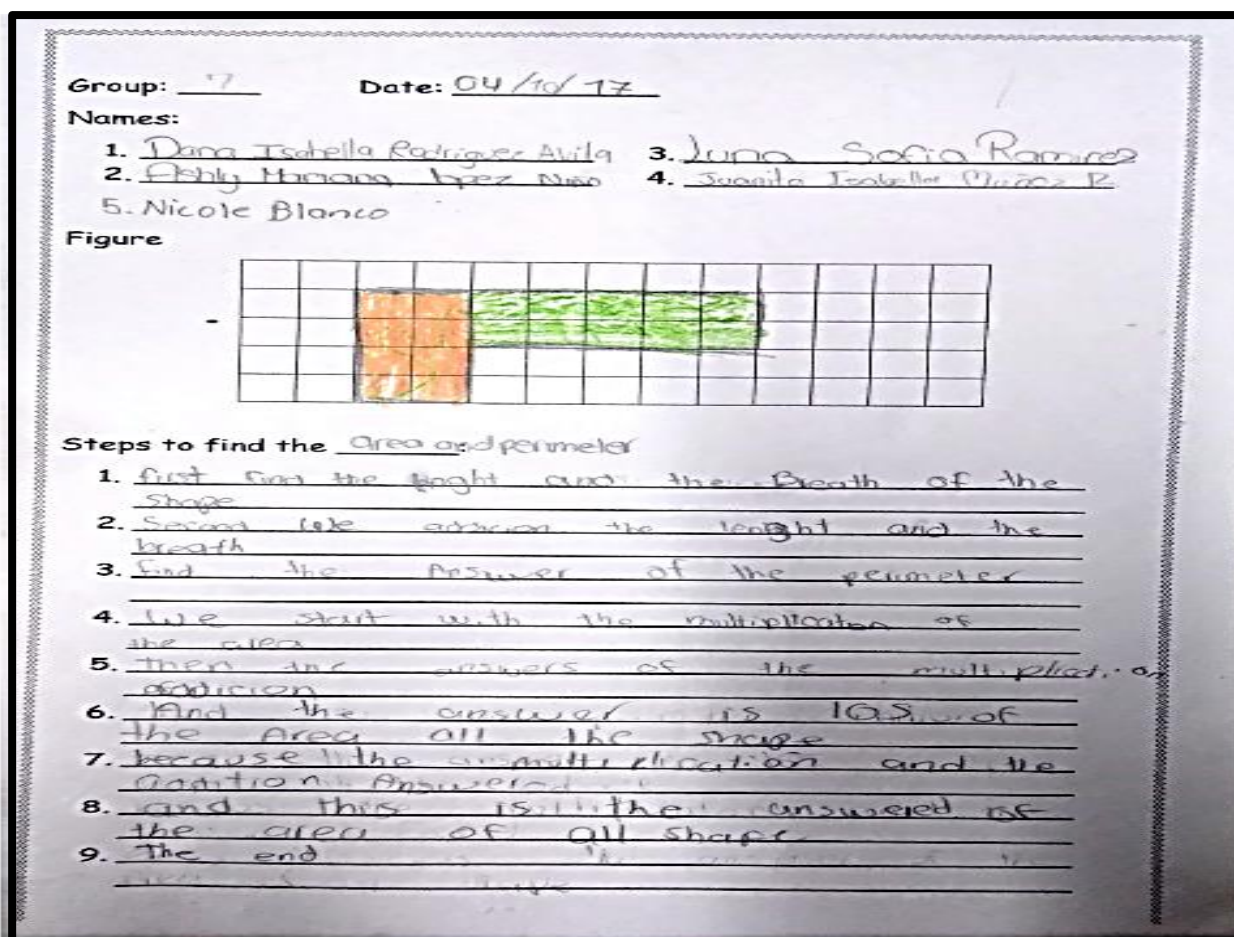 Group: 7 Date: 04/10/17
Names:
1. Dana Isabella Rodriguez Avila 3. Luna Sofia Ramirez
2. Ashly Mariana lopez Niño 4. Juanita Isabella Muñoz R
5. Nicole Blanco
Figure
Steps to find the area and perimeter
1. first find the and the Breath of the
shape
2. Second we adicion the lenght and the
breath
3. find the Answer of the perimeter
4. We start with the multiplication of
the area
5. then the answers of the multiplication
addicion
6. And the answer is of
the Area all the shape
7. because the multiplication and the
addition Answered
8. and this is the answered of
the area of all shape
9. The end